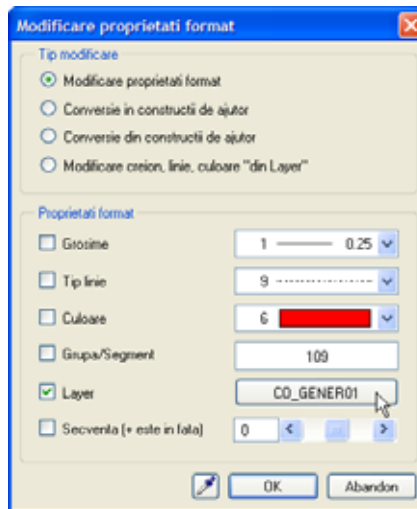 Modificare proprietati format
Tip modificare
Modificare proprietati format
Conversie in constructii de ajutor
Conversie din constructii de ajutor
Modificare creion, linie, culoare "din Layer"
Proprietati format
Grosime 1 0.25
Tip linie 9
Culoare 6
Grupa/Segment 109
Layer CO_GENER01
Secventa (+ este in fata) 0
OK Abandon